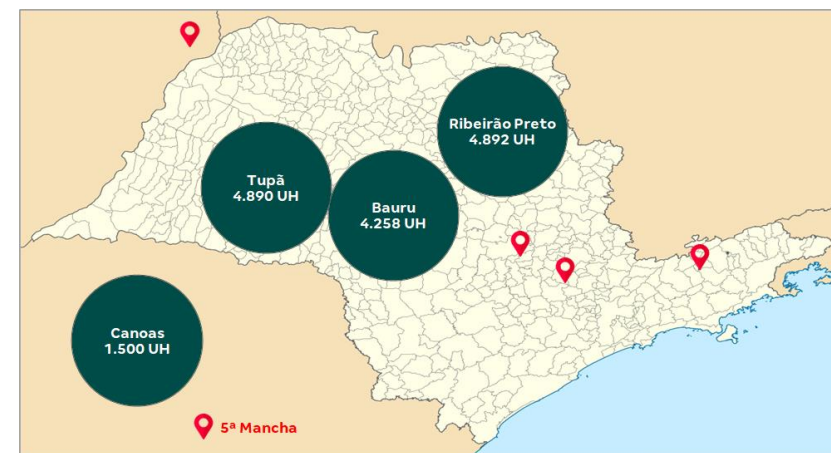 Ribeirão Preto
4.892 UH
Tupã
4.890 UH
Bauru
4.258 UH
Canoas
1.500 UH
5ª Mancha